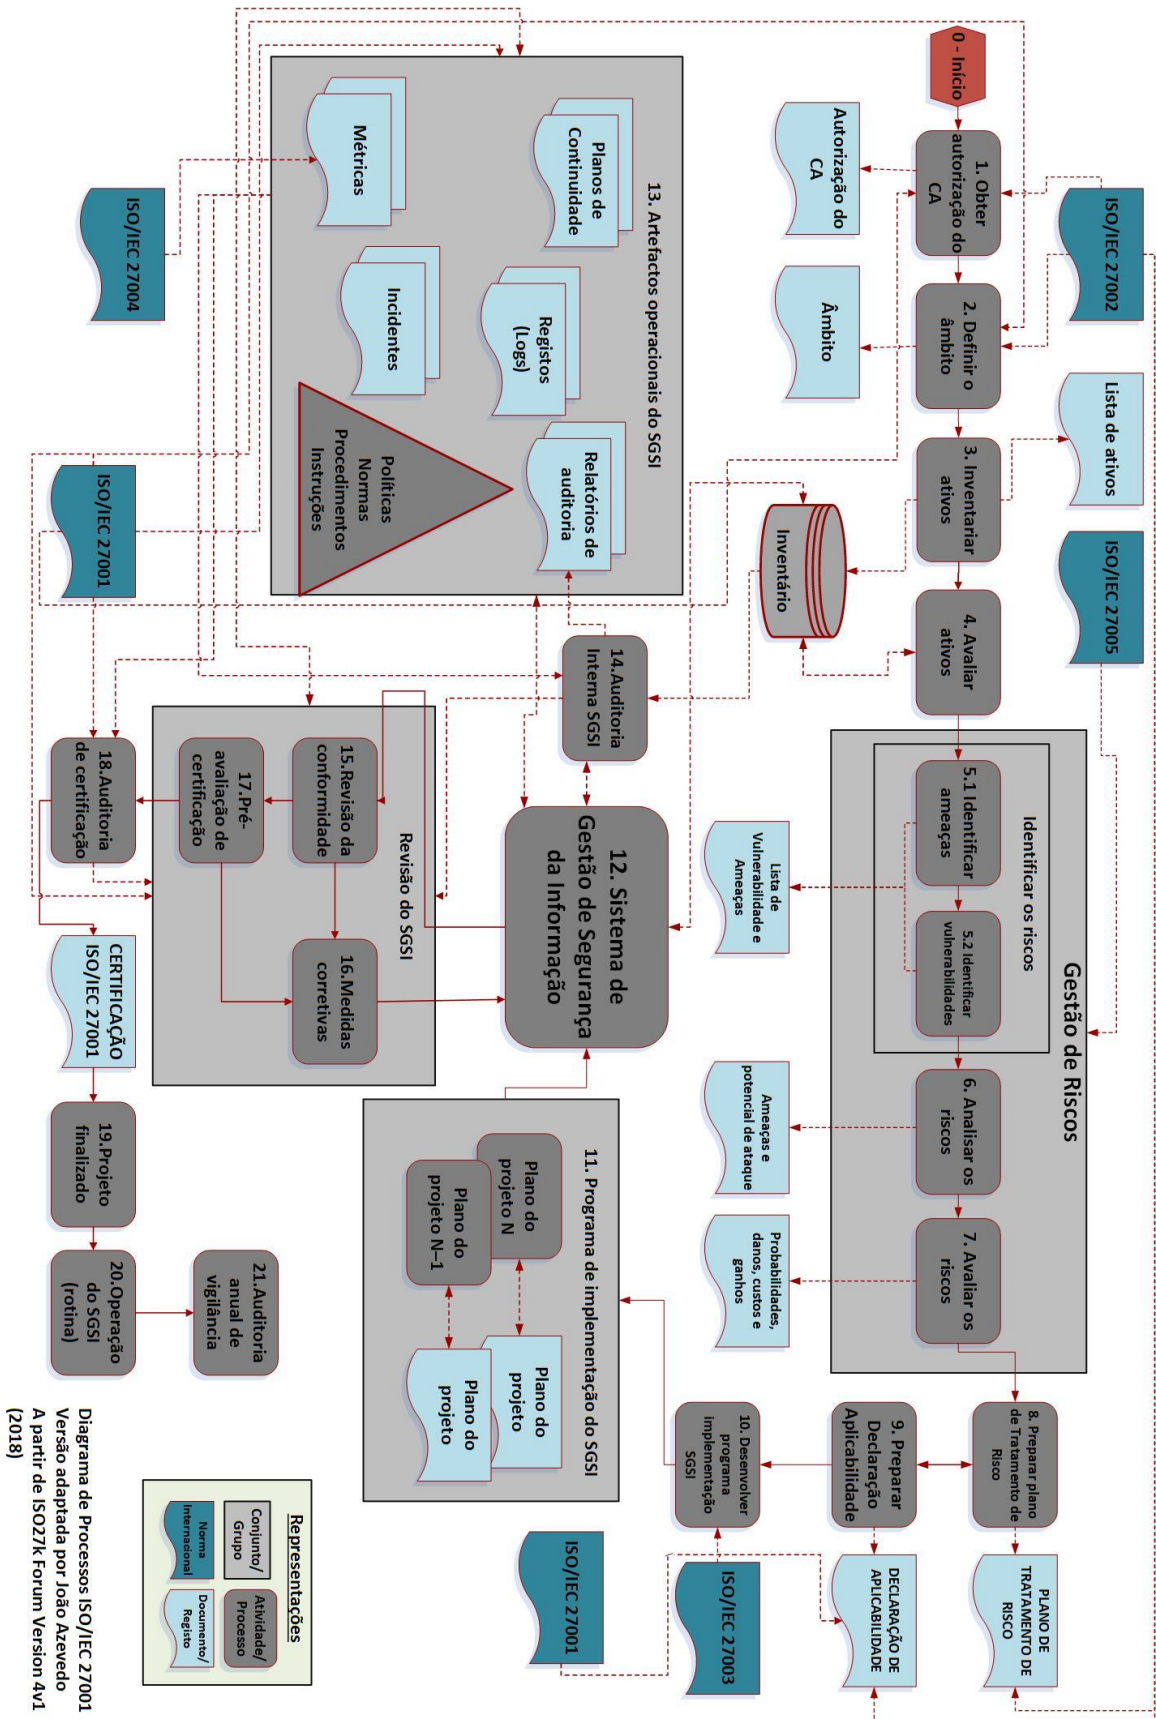 0 - Início
1. Obter
autorização do
CA
2. Definir o
âmbito
3. Inventariar
ativos
4. Avaliar
ativos
ISO/IEC 27002
Lista de ativos
ISO/IEC 27005
Autorização do
CA
Âmbito
Inventário
Gestão de Riscos
Identificar os riscos
5.1 Identificar
ameaças
5.2 Identificar
vulnerabilidades
6. Analisar os
riscos
7. Avaliar os
riscos
Lista de
Vulnerabilidade e
Ameaças
Ameaças e
potencial de ataque
Probabilidades,
danos, custos e
ganhos
8. Preparar plano
de Tratamento de
Risco
9. Preparar
Declaração
Aplicabilidade
10. Desenvolver
programa
implementação
SGSI
PLANO DE
TRATAMENTO DE
RISCO
DECLARAÇÃO DE
APLICABILIDADE
ISO/IEC 27003
ISO/IEC 27001
11. Programa de implementação do SGSI
Plano do
projeto N
Plano do
projeto N–1
Plano do
projeto
Plano do
projeto
12. Sistema de
Gestão de Segurança
da Informação
13. Artefactos operacionais do SGSI
Planos de
Continuidade
Métricas
Registos
(Logs)
Incidentes
Relatórios de
auditoria
Políticas
Normas
Procedimentos
Instruções
ISO/IEC 27004
ISO/IEC 27001
14.Auditoria
Interna SGSI
Revisão do SGSI
15.Revisão da
conformidade
16.Medidas
corretivas
17.Pré-
avaliação de
certificação
18.Auditoria
de certificação
CERTIFICAÇÃO
ISO/IEC 27001
19.Projeto
finalizado
20.Operação
do SGSI
(rotina)
21.Auditoria
anual de
vigilância
Representações
Conjunto/
Grupo
Atividade/
Processo
Norma
Internacional
Documento/
Registo
Diagrama de Processos ISO/IEC 27001
Versão adaptada por João Azevedo
A partir de ISO27k Forum Version 4v1
(2018)